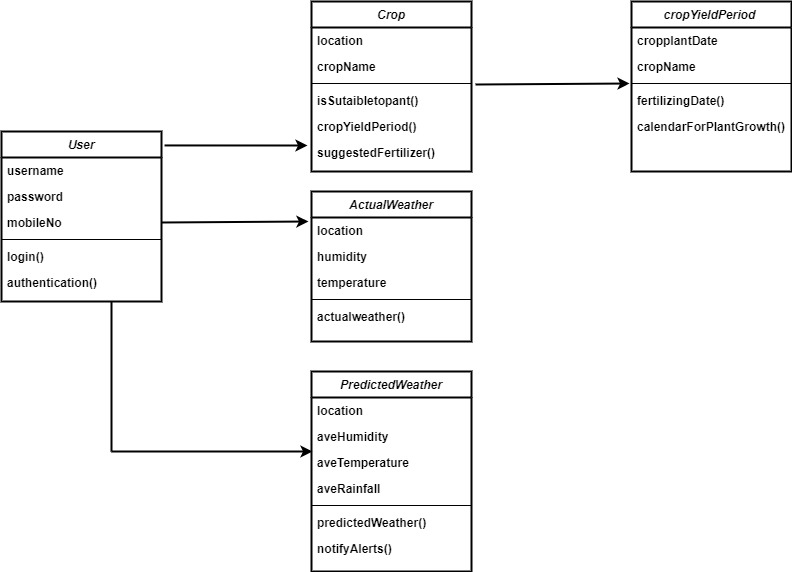 Crop
location
cropName
isSutaibletopant()
cropYieldPeriod()
suggestedFertilizer()
cropYieldPeriod
cropplantDate
cropName
fertilizingDate()
calendarForPlantGrowth()
User
username
password
mobileNo
login()
authentication()
ActualWeather
location
humidity
temperature
actualweather()
PredictedWeather
location
aveHumidity
aveTemperature
aveRainfall
predictedWeather()
notifyAlerts()